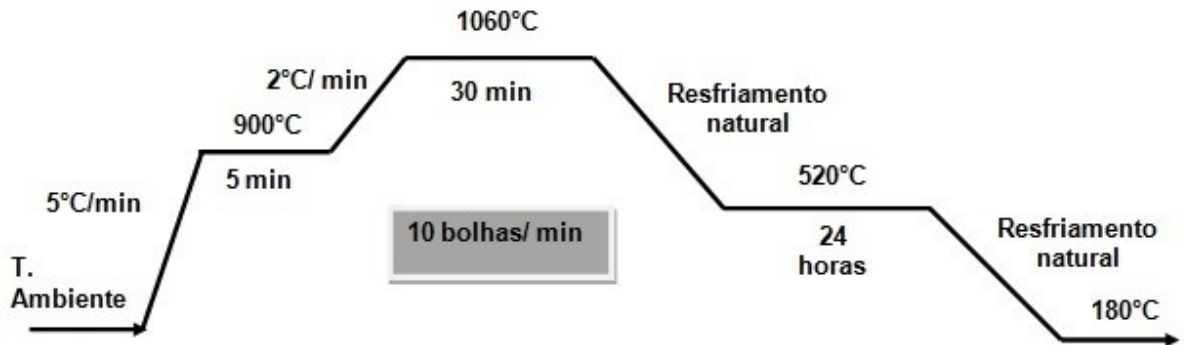 1060°C
2°C/ min
30 min
Resfriamento
natural
900°C
5 min
5°C/min
520°C
10 bolhas/ min
24
horas
Resfriamento
natural
T.
Ambiente
180°C